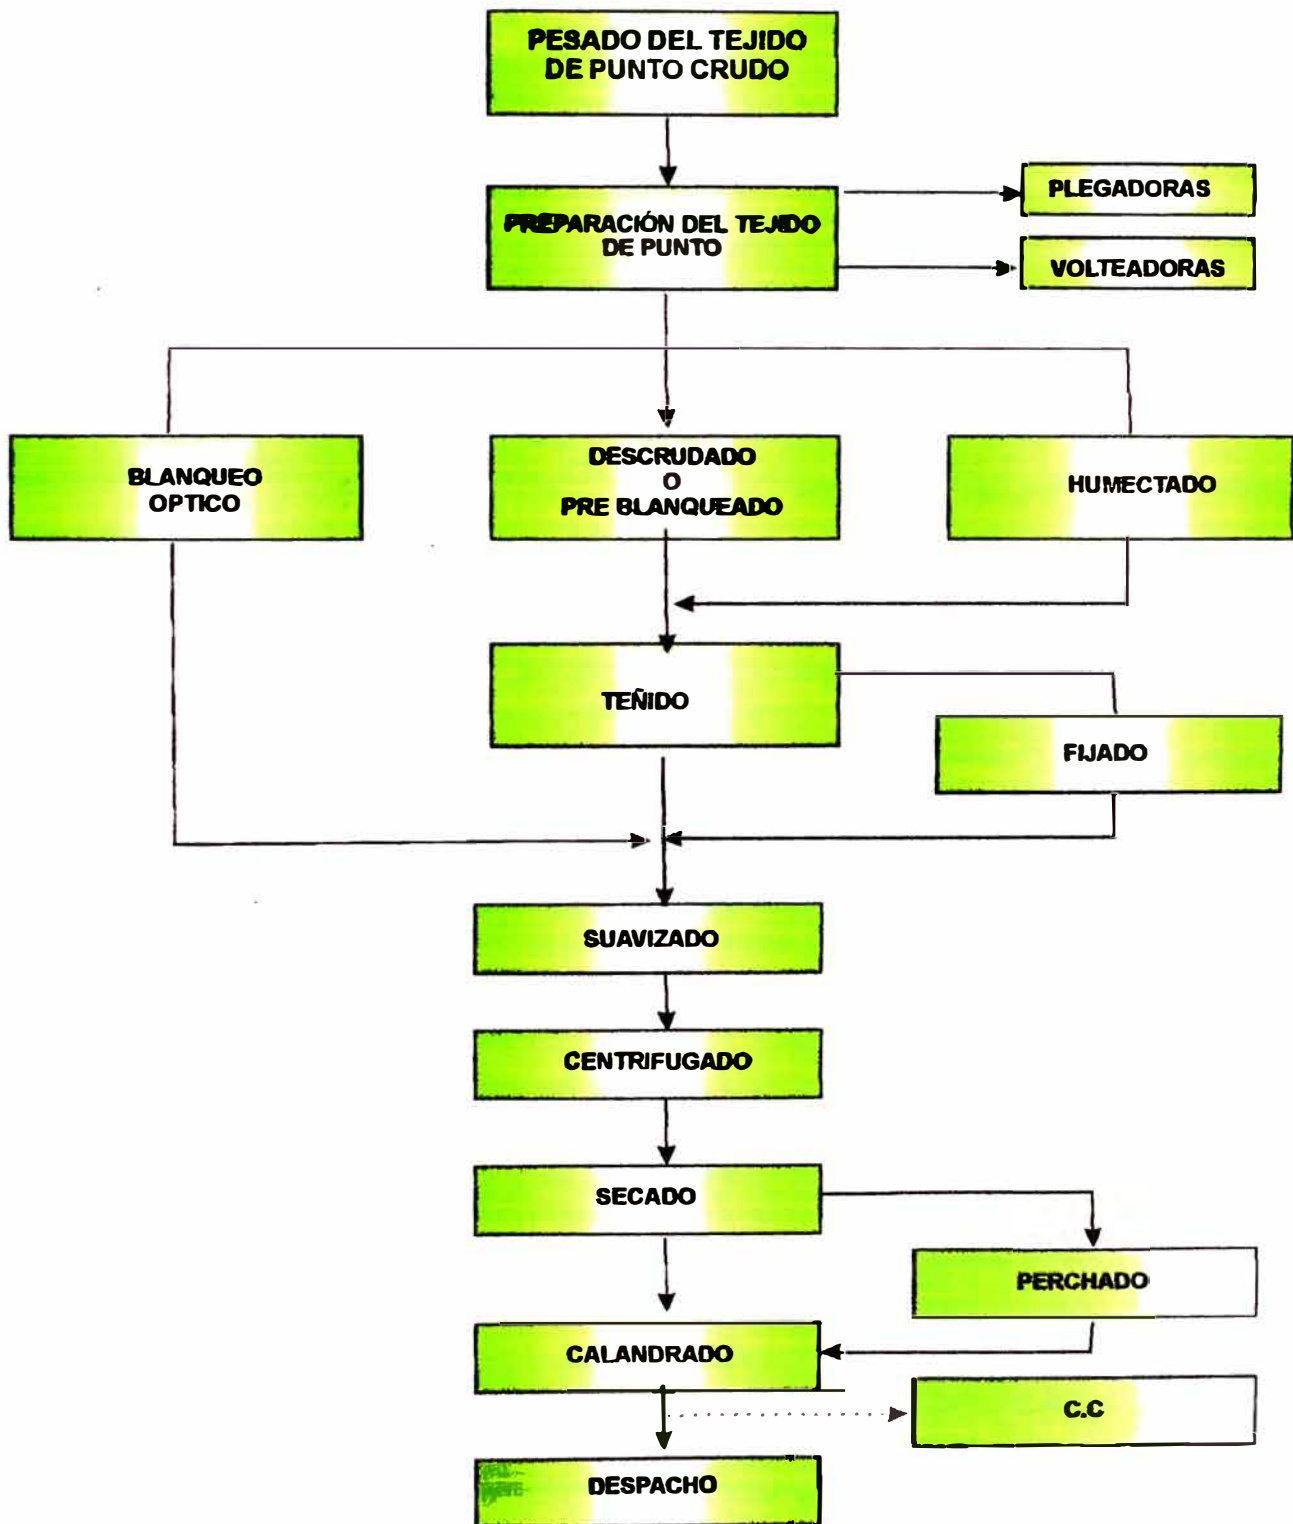 PESADO DEL TEJIDO
DE PUNTO CRUDO
PREPARACIÓN DEL TEJIDO
DE PUNTO
PLEGADORAS
VOLTEADORAS
BLANQUEO
OPTICO
DESCRUDADO
O
PRE BLANQUEADO
HUMECTADO
TEÑIDO
FIJADO
SUAVIZADO
CENTRIFUGADO
SECADO
PERCHADO
CALANDRADO
C.C
DESPACHO